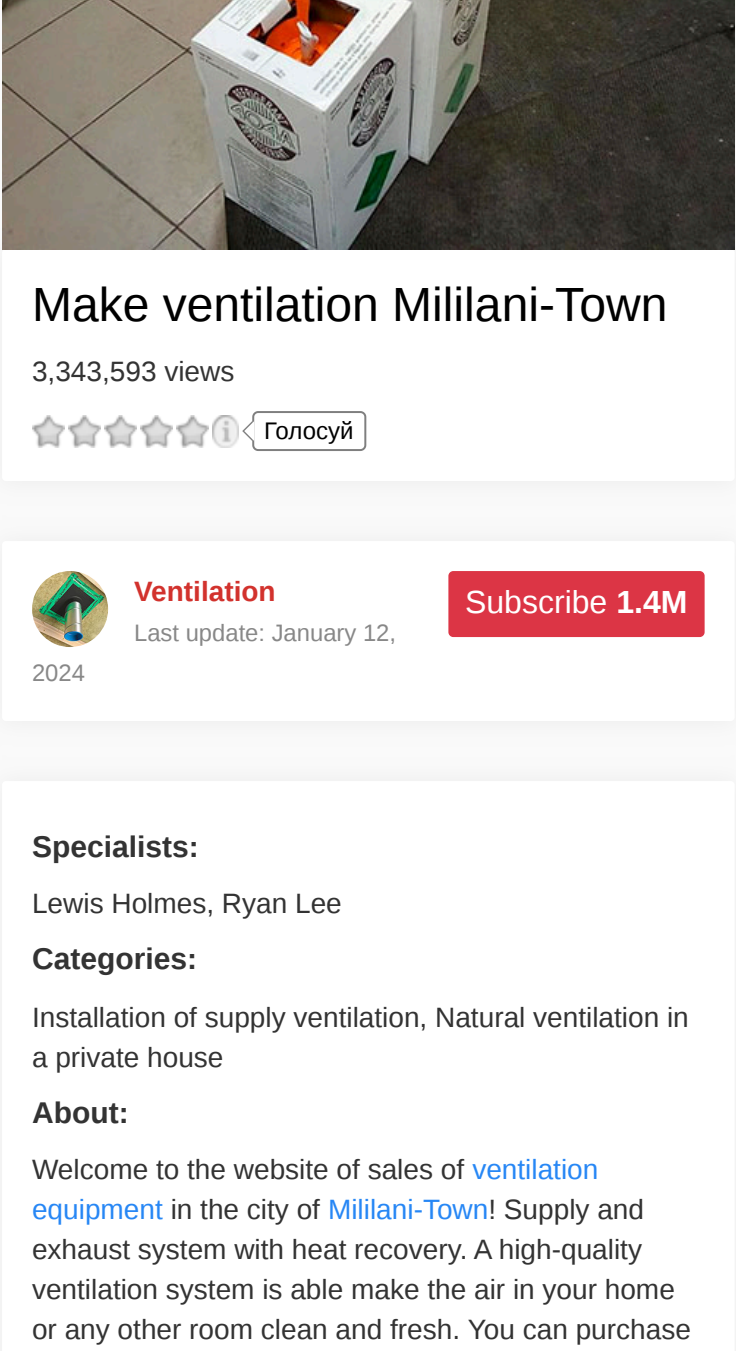 Make ventilation Mililani-Town
3,343,593 views
Голосуй
Ventilation
Subscribe 1.4M
Last update: January 12,
2024
Specialists:
Lewis Holmes, Ryan Lee
Categories:
Installation of supply ventilation, Natural ventilation in
a private house
About:
Welcome to the website of sales of ventilation
equipment in the city of Mililani-Town! Supply and
exhaust system with heat recovery. A high-quality
ventilation system is able make the air in your home
or any other room clean and fresh. You can purchase